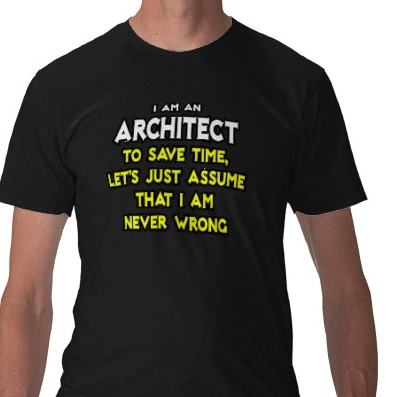 I AM AN
ARCHITECT
TO SAVE TIME,
LET'S JUST ASSUME
THAT I AM
NEVER WRONG